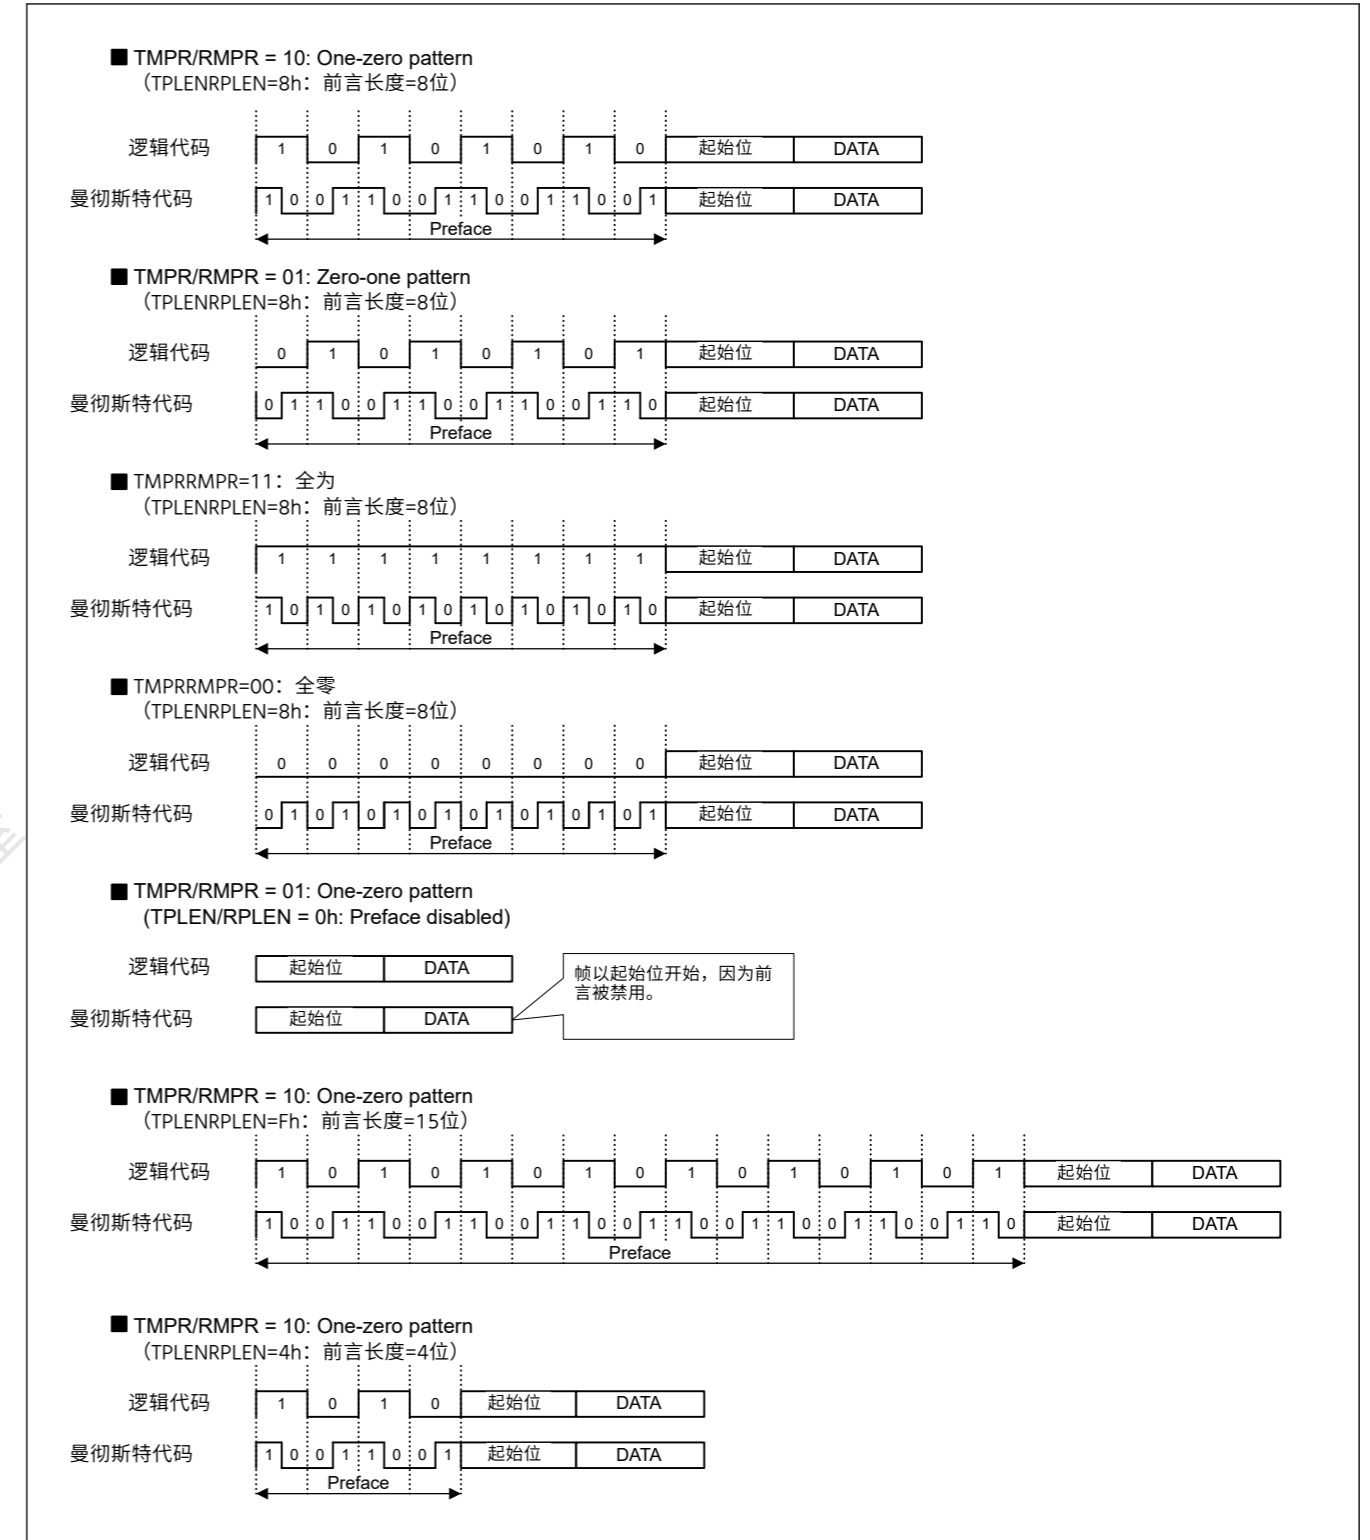 ■ TMPR/RMPR = 10: One-zero pattern
（TPLENRPLEN=8h：前言长度=8位）
逻辑代码 1 0 1 0 1 0 1 0 起始位 DATA
曼彻斯特代码 1 0 0 1 1 0 0 1 1 0 0 1 1 0 0 1 起始位 DATA
Preface
■ TMPR/RMPR = 01: Zero-one pattern
（TPLENRPLEN=8h：前言长度=8位）
逻辑代码 0 1 0 1 0 1 0 1 起始位 DATA
曼彻斯特代码 0 1 1 0 0 1 1 0 0 1 1 0 0 1 1 0 起始位 DATA
Preface
■ TMPRRMPR=11：全为
（TPLENRPLEN=8h：前言长度=8位）
逻辑代码 1 1 1 1 1 1 1 1 起始位 DATA
曼彻斯特代码 1 0 1 0 1 0 1 0 1 0 1 0 1 0 1 0 起始位 DATA
Preface
■ TMPRRMPR=00：全零
（TPLENRPLEN=8h：前言长度=8位）
逻辑代码 0 0 0 0 0 0 0 0 起始位 DATA
曼彻斯特代码 0 1 0 1 0 1 0 1 0 1 0 1 0 1 0 1 起始位 DATA
Preface
■ TMPR/RMPR = 01: One-zero pattern
(TPLEN/RPLEN = 0h: Preface disabled)
逻辑代码 起始位 DATA
曼彻斯特代码 起始位 DATA
帧以起始位开始，因为前
言被禁用。
■ TMPR/RMPR = 10: One-zero pattern
（TPLENRPLEN=Fh：前言长度=15位）
逻辑代码 1 0 1 0 1 0 1 0 1 0 1 0 1 0 1 起始位 DATA
曼彻斯特代码 1 0 0 1 1 0 0 1 1 0 0 1 1 0 0 1 1 0 0 1 1 0 0 1 1 0 0 1 1 0 起始位 DATA
Preface
■ TMPR/RMPR = 10: One-zero pattern
（TPLENRPLEN=4h：前言长度=4位）
逻辑代码 1 0 1 0 起始位 DATA
曼彻斯特代码 1 0 0 1 1 0 0 1 起始位 DATA
Preface